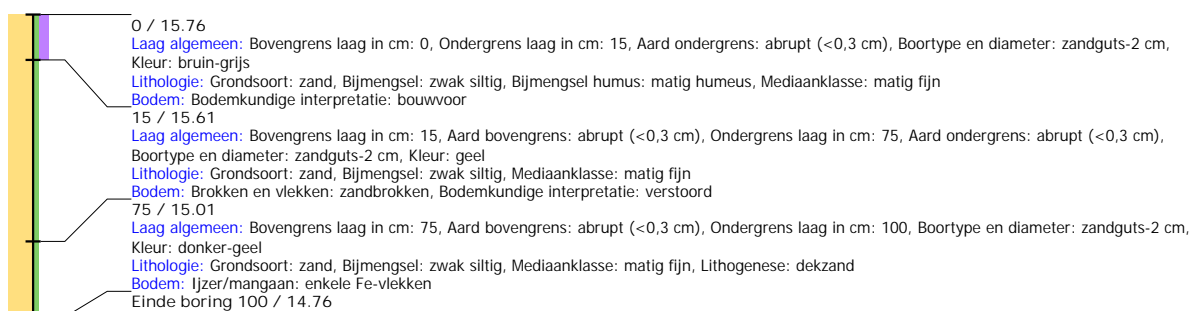 0 / 15.76
Laag algemeen: Bovengrens laag in cm: 0, Ondergrens laag in cm: 15, Aard ondergrens: abrupt (<0,3 cm), Boortype en diameter: zandguts-2 cm,
Kleur: bruin-grijs
Lithologie: Grondsoort: zand, Bijmengsel: zwak siltig, Bijmengsel humus: matig humeus, Mediaanklasse: matig fijn
Bodem: Bodemkundige interpretatie: bouwvoor
15 / 15.61
Laag algemeen: Bovengrens laag in cm: 15, Aard bovengrens: abrupt (<0,3 cm), Ondergrens laag in cm: 75, Aard ondergrens: abrupt (<0,3 cm),
Boortype en diameter: zandguts-2 cm, Kleur: geel
Lithologie: Grondsoort: zand, Bijmengsel: zwak siltig, Mediaanklasse: matig fijn
Bodem: Brokken en vlekken: zandbrokken, Bodemkundige interpretatie: verstoord
75 / 15.01
Laag algemeen: Bovengrens laag in cm: 75, Aard bovengrens: abrupt (<0,3 cm), Ondergrens laag in cm: 100, Boortype en diameter: zandguts-2 cm,
Kleur: donker-geel
Lithologie: Grondsoort: zand, Bijmengsel: zwak siltig, Mediaanklasse: matig fijn, Lithogenese: dekzand
Bodem: Ijzer/mangaan: enkele Fe-vlekken
Einde boring 100 / 14.76